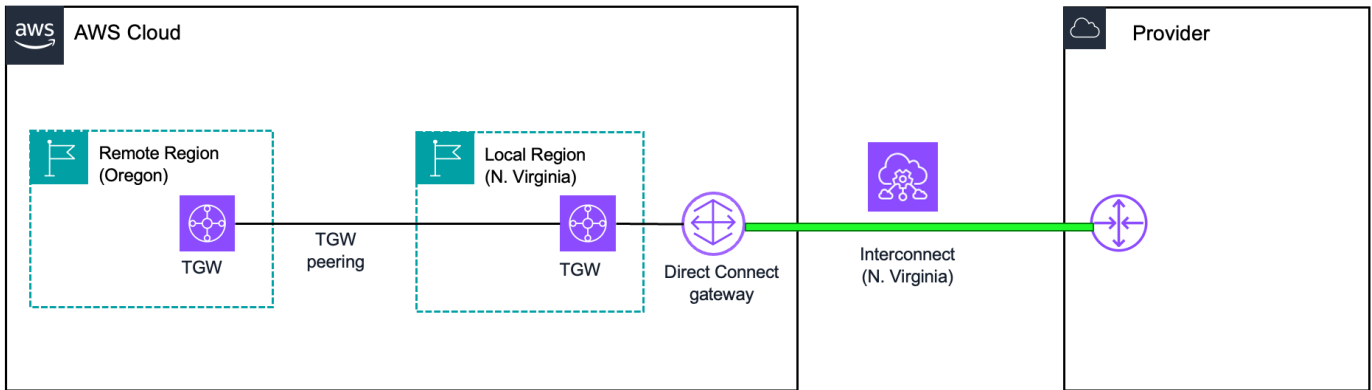 aws
AWS Cloud
Provider
Remote Region
(Oregon)
Local Region
(N. Virginia)
TGW
TGW
peering
TGW
Direct Connect
gateway
Interconnect
(N. Virginia)